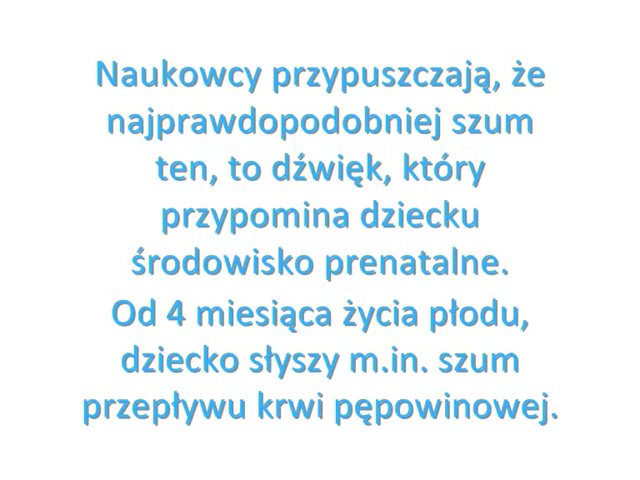 Naukowcy przypuszczają, że
najprawdopodobniej szum
ten, to dźwięk, który
przypomina dziecku
środowisko prenatalne.
Od 4 miesiąca życia płodu,
dziecko słyszy m.in. szum
przepływu krwi pępowinowej.